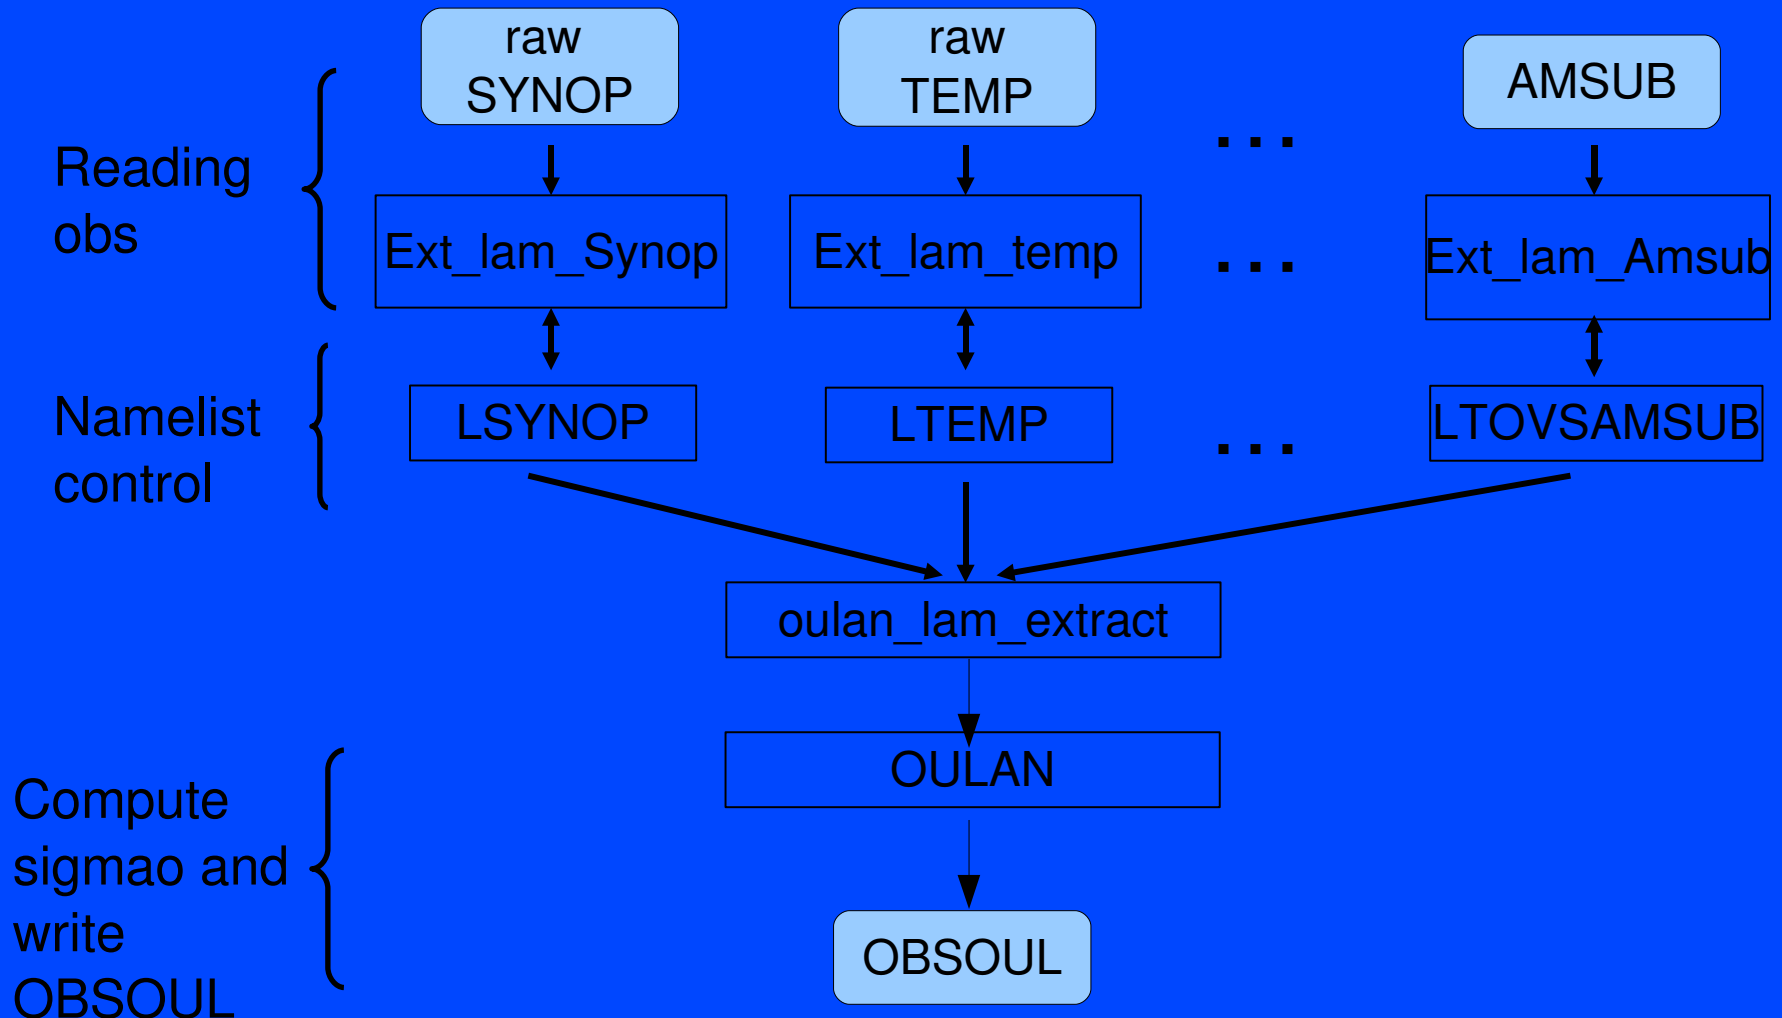 raw
SYNOP
raw
TEMP
AMSUB
...
Reading
obs
Ext_lam_Synop
Ext_lam_temp
...
Ext_lam_Amsub
Namelist
control
LSYNOP
LTEMP
...
LTOVSAMSUB
oulan_lam_extract
OULAN
Compute
sigmao and
write
OBSOUL
OBSOUL